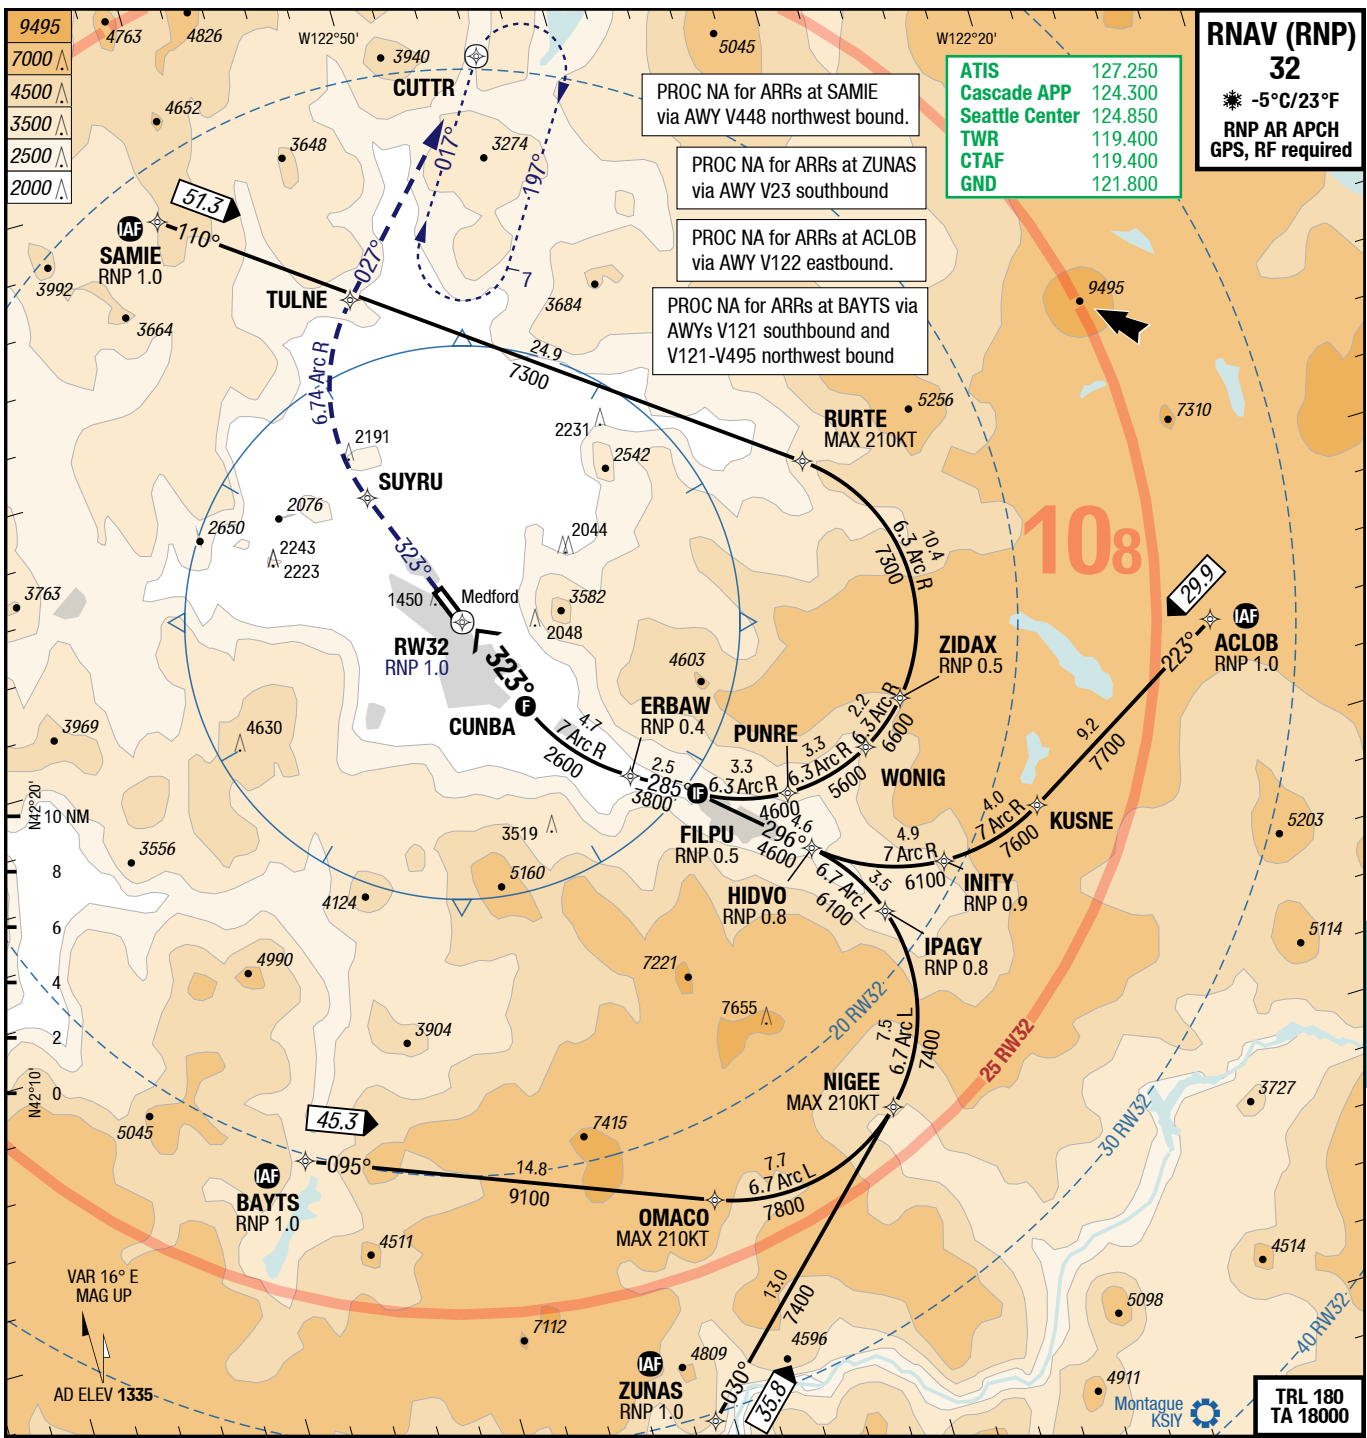 9495
7000
4500
3500
2500
2000
4763
4826
W122°50'
3940
CUTTR
5045
W122°20'
RNAV (RNP)
32
-5°C/23°F
RNP AR APCH
GPS, RF required
ATIS 127.250
Cascade APP 124.300
Seattle Center 124.850
TWR 119.400
CTAF 119.400
GND 121.800
PROC NA for ARRs at SAMIE
via AWY V448 northwest bound.
PROC NA for ARRs at ZUNAS
via AWY V23 southbound
PROC NA for ARRs at ACLOB
via AWY V122 eastbound.
PROC NA for ARRs at BAYTS via
AWYs V121 southbound and
V121-V495 northwest bound
4652
3648
3274
017°
197°
7
51.3
IAF
SAMIE
RNP 1.0
110°
027°
TULNE
3992
3664
3684
9495
24.9
7300
6.74 Arc R
5256
7310
RURTE
MAX 210KT
2191
2231
2542
SUYRU
2076
2650
2243
2223
2044
323°
10.4
6.3 Arc R
7300
108
29.9
IAF
ACLOB
RNP 1.0
223°
3763
1450
Medford
3582
2048
RW32
RNP 1.0
323°
4603
ZIDAX
RNP 0.5
F
CUNBA
ERBAW
RNP 0.4
PUNRE
2.2
6.3 Arc R
6600
WONIG
3969
4630
4.7
7 Arc R
2600
2.5
285°
3800
3.3
6.3 Arc R
4600
3.3
6.3 Arc R
5600
9.2
7700
N42°20'
10 NM
8
6
4
2
0
IF
FILPU
RNP 0.5
4.6
296°
4600
4.0
7 Arc R
7600
KUSNE
3519
3556
4124
5160
5203
HIDVO
RNP 0.8
4.9
7 Arc R
6100
INITY
RNP 0.9
3.5
6.7 Arc L
6100
IPAGY
RNP 0.8
5114
4990
7221
7655
3904
20 RW32
7.5
6.7 Arc L
7400
25 RW32
30 RW32
40 RW32
N42°10'
NIGEE
MAX 210KT
3727
5045
45.3
7415
IAF
BAYTS
RNP 1.0
095°
14.8
9100
OMACO
MAX 210KT
7.7
6.7 Arc L
7800
4511
4514
VAR 16° E
MAG UP
AD ELEV 1335
7112
13.0
7400
4596
4809
5098
4911
IAF
ZUNAS
RNP 1.0
030°
35.8
Montague
KSIY
TRL 180
TA 18000